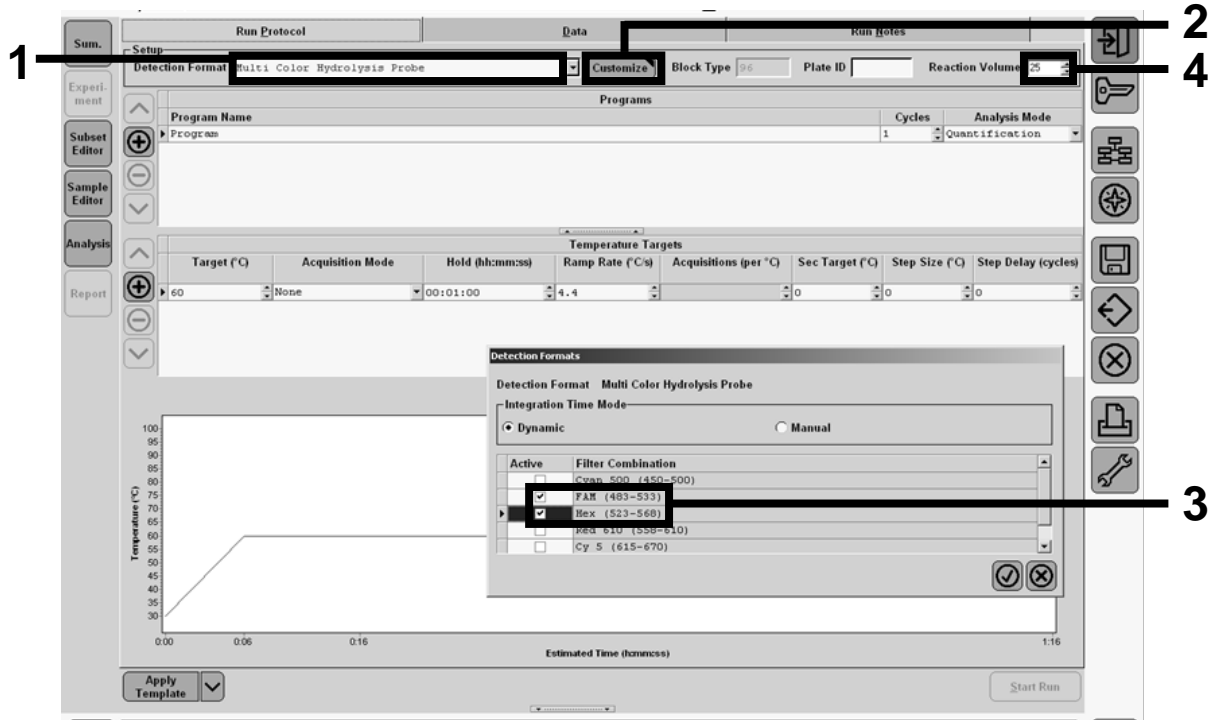 Run Protocol Data Run Notes
Sum.
Setup
Detection Format Multi Color Hydrolysis Probe Customize Block Type 96 Plate ID Reaction Volume 25
1
2
4
Experi-
ment
Programs
Program Name Cycles Analysis Mode
Program 1 Quantification
Subset
Editor
Sample
Editor
Analysis
Temperature Targets
Target (°C) Acquisition Mode Hold (hh:mm:ss) Ramp Rate (°C/s) Acquisitions (per °C) Sec Target (°C) Step Size (°C) Step Delay (cycles)
60 None 00:01:00 4.4 0 0 0
Report
Detection Formats
Detection Format Multi Color Hydrolysis Probe
Integration Time Mode
Dynamic Manual
Active Filter Combination
Cyan 500 (450-500)
FAM (483-533)
Hex (523-568)
Red 610 (558-610)
Cy 5 (615-670)
3
Temperature (°C)
100
95
90
85
80
75
70
65
60
55
50
45
40
35
30
0:00 0:06 0:16 1:16
Estimated Time (h:mm:ss)
Apply
Template
Start Run